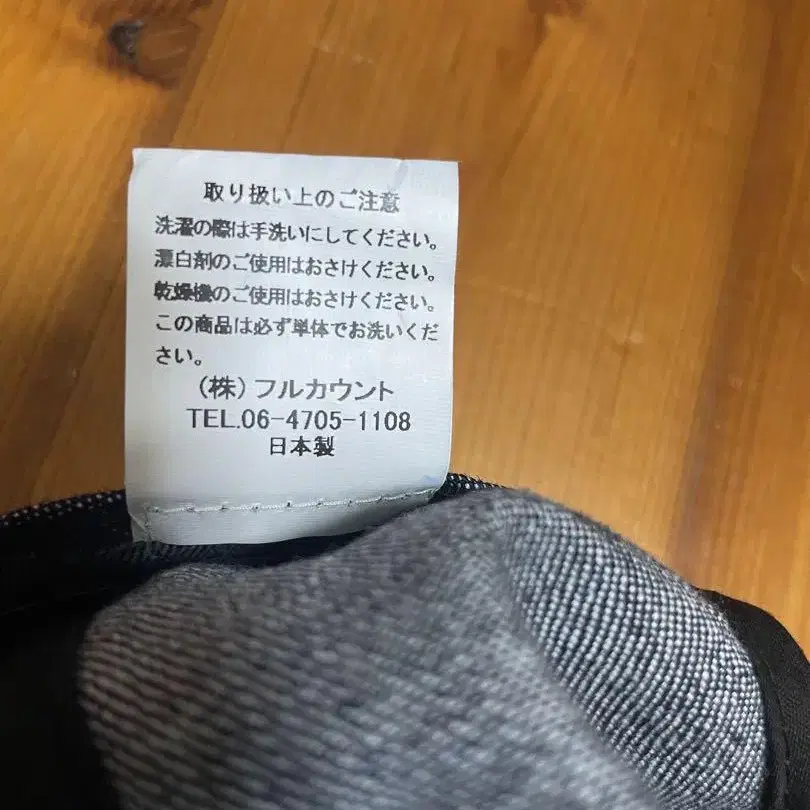 取り扱い上のご注意
洗濯の際は手洗いにしてください。
漂白剤のご使用はおさけください。
乾燥機のご使用はおさけください。
この商品は必ず単体でお洗いくだ
さい。
(株)フルカウント
TEL.06-4705-1108
日本製